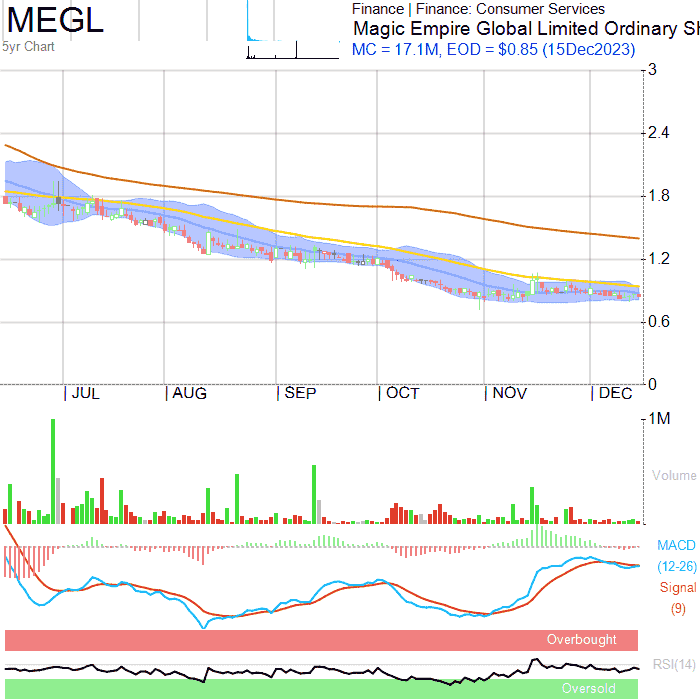 MEGL
5yr Chart
Finance | Finance: Consumer Services
Magic Empire Global Limited Ordinary Sh
MC = 17.1M, EOD = $0.85 (15Dec2023)
3
2.4
1.8
1.2
0.6
0
JUL AUG SEP OCT NOV DEC
1M
Volume
MACD
(12-26)
Signal
(9)
Overbought
RSI(14)
Oversold